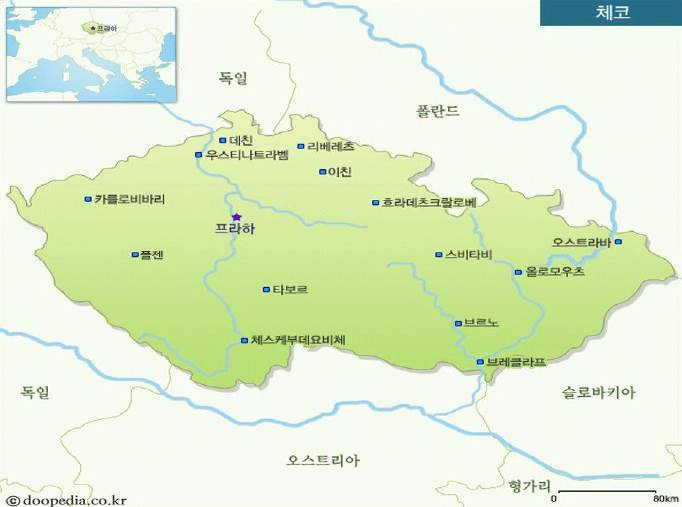 체코
프라하
독일
폴란드
데친
리베레츠
우스티나트라벰
이친
카를로비바리
흐라데츠크랄로베
프라하
오스트라바
플젠
스비타비
올로모우츠
타보르
브르노
체스케부데요비체
브레클라프
독일
슬로바키아
오스트리아
헝가리
ⓒdoopedia.co.kr
0
80km